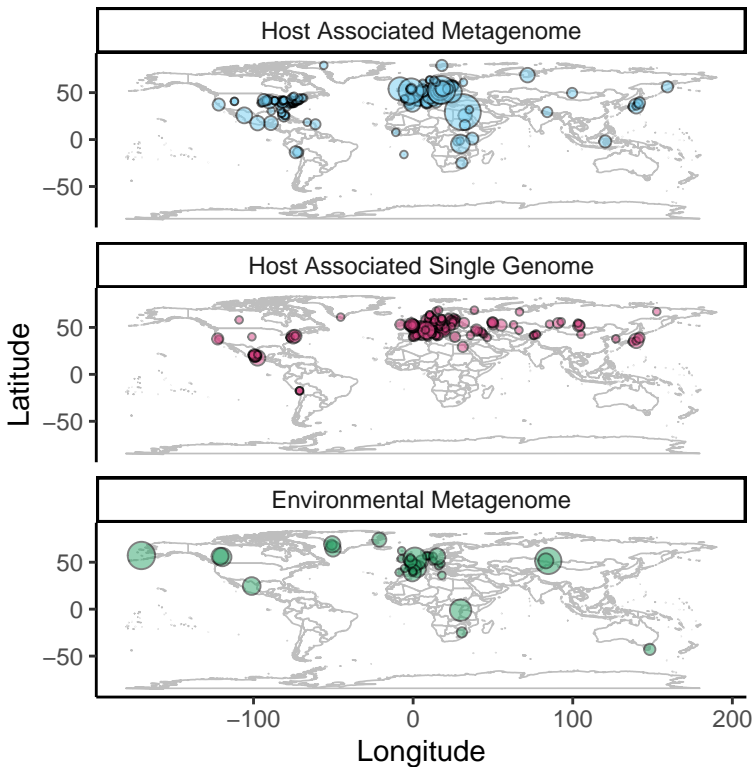 Host Associated Metagenome
50
0
−50
Host Associated Single Genome
50
0
−50
Environmental Metagenome
50
0
−50
−100 0 100 200
Longitude
Latitude